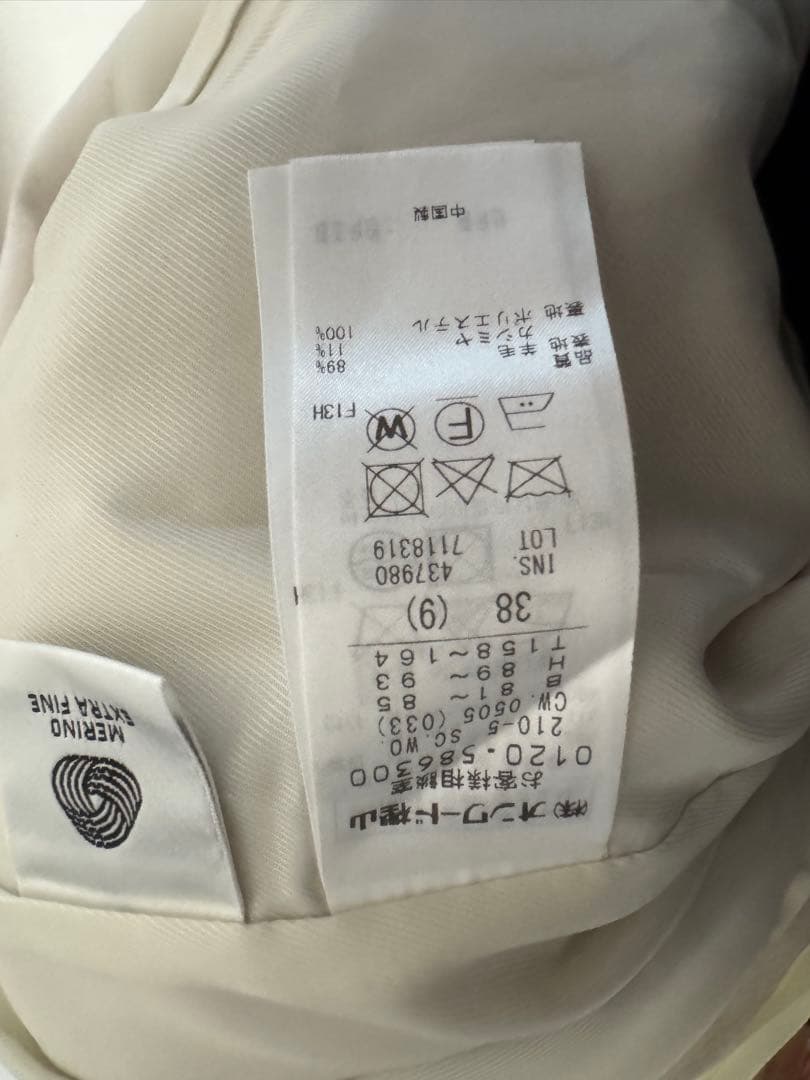 ㈱オンワード樫山
お客様相談室
0120-586300
210-5 SC.WO.
CW. 0505 (033)
B 81~ 85
H 89~ 93
T158~164
38 (9)
INS. 437980
LOT 7118319
F
W
F13H
品質
表地 羊毛 89%
カシミヤ 11%
裏地 ポリエステル 100%
中国製
MERINO
EXTRA FINE